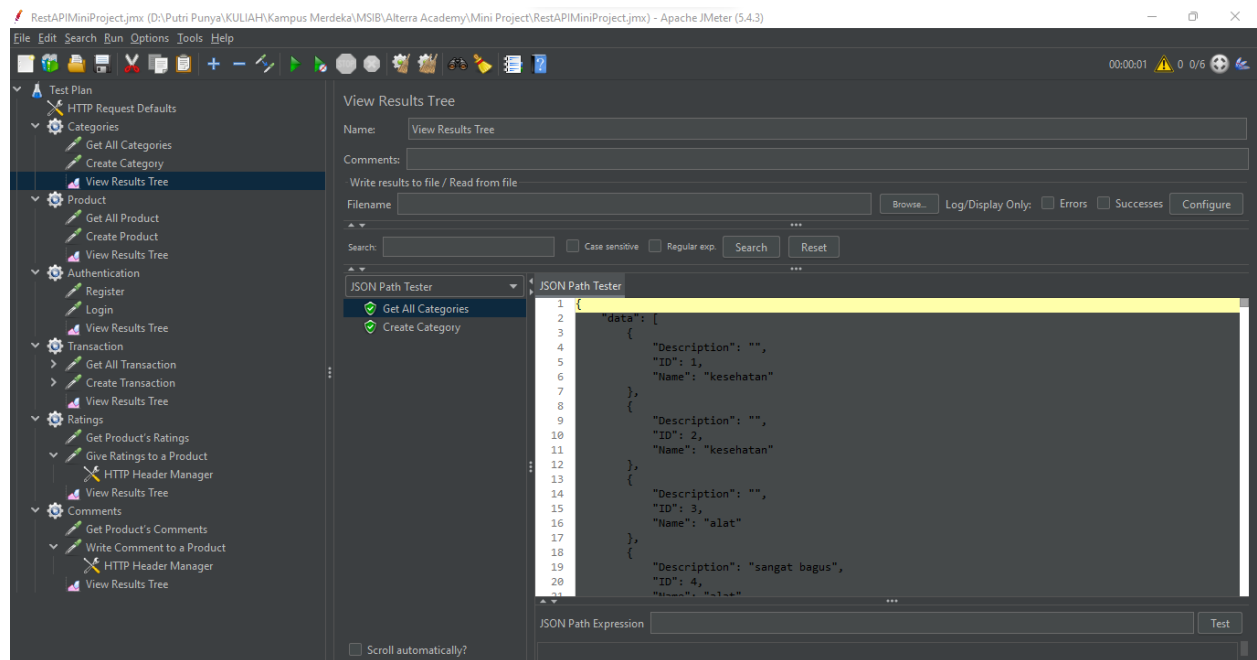 RestAPIMiniProject.jmx (D:\Putri Punya\KULIAH\Kampus Merdeka\MSIB\Alterra Academy\Mini Project\RestAPIMiniProject.jmx) - Apache JMeter (5.4.3)
File Edit Search Run Options Tools Help
00:00:01 0 0/6
Test Plan
HTTP Request Defaults
Categories
Get All Categories
Create Category
View Results Tree
Product
Get All Product
Create Product
View Results Tree
Authentication
Register
Login
View Results Tree
Transaction
Get All Transaction
Create Transaction
View Results Tree
Ratings
Get Product's Ratings
Give Ratings to a Product
HTTP Header Manager
View Results Tree
Comments
Get Product's Comments
Write Comment to a Product
HTTP Header Manager
View Results Tree
View Results Tree
Name: View Results Tree
Comments:
Write results to file / Read from file
Filename Browse... Log/Display Only: Errors Successes Configure
Search: Case sensitive Regular exp. Search Reset
JSON Path Tester
Get All Categories
Create Category
Scroll automatically?
JSON Path Tester
1 {
2 "data": [
3 {
4 "Description": "",
5 "ID": 1,
6 "Name": "kesehatan"
7 },
8 {
9 "Description": "",
10 "ID": 2,
11 "Name": "kesehatan"
12 },
13 {
14 "Description": "",
15 "ID": 3,
16 "Name": "alat"
17 },
18 {
19 "Description": "sangat bagus",
20 "ID": 4,
21 "Name": "alat"
JSON Path Expression Test